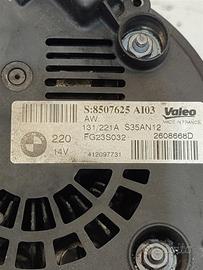 S:8507625 AI03
AW.
Valeo
MADE IN FRANCE
131/221A S35AN12
220
FG23S032
2608668D
14V
*412097731